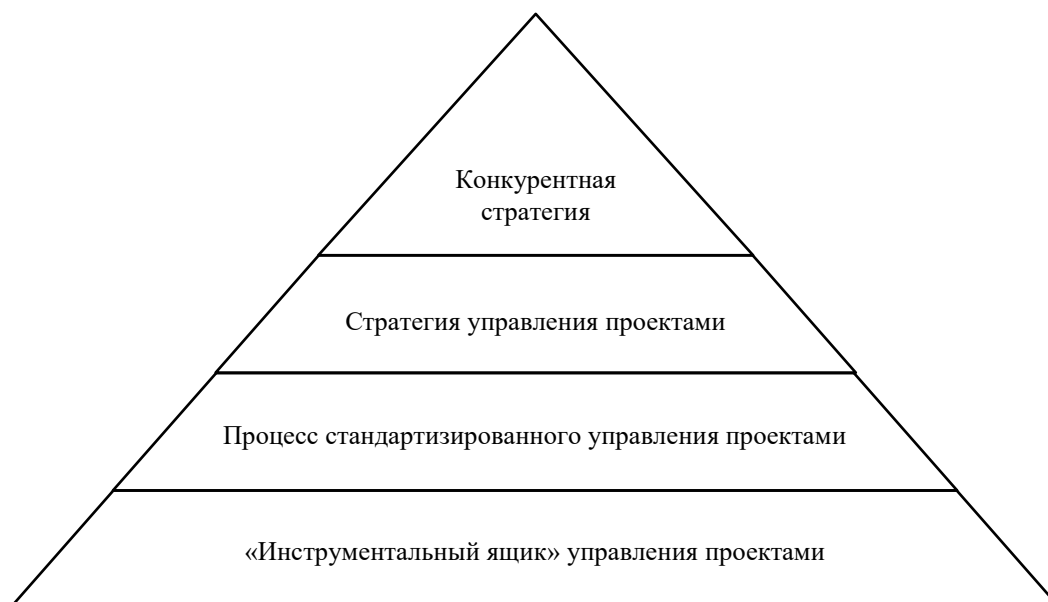 Конкурентная
стратегия
Стратегия управления проектами
Процесс стандартизированного управления проектами
«Инструментальный ящик» управления проектами